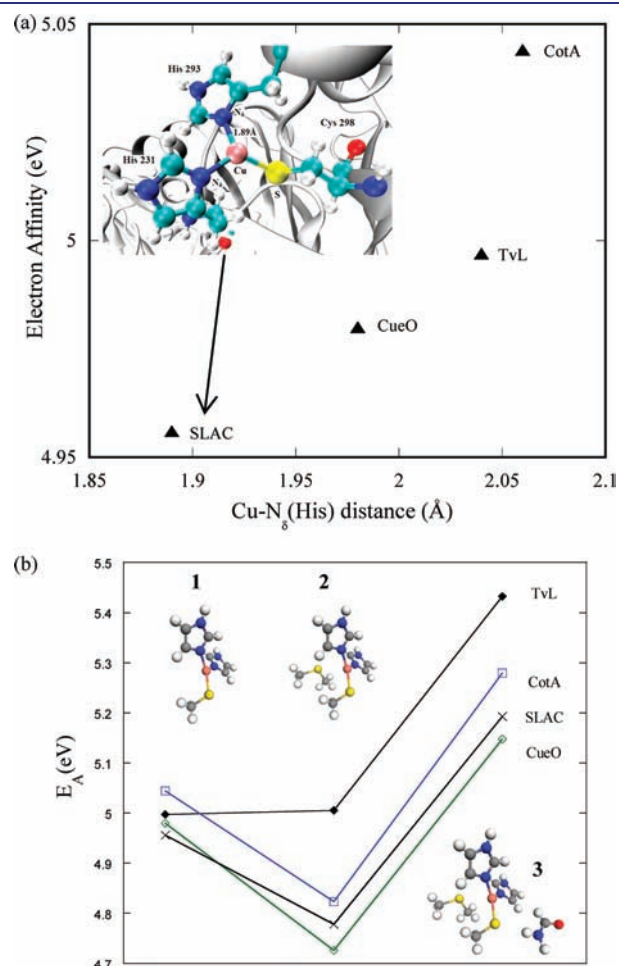 (a)
5.05
5
4.95
Electron Affinity (eV)
CotA
TvL
CueO
SLAC
His 293
Nδ
1.89Å
Cys 298
His 231
Cu
Nδ
S
1.85
1.9
1.95
2
2.05
2.1
Cu-Nδ(His) distance (Å)
(b)
5.5
5.4
5.3
5.2
5.1
5
4.9
4.8
4.7
E_A(eV)
1
2
TvL
CotA
SLAC
CueO
3